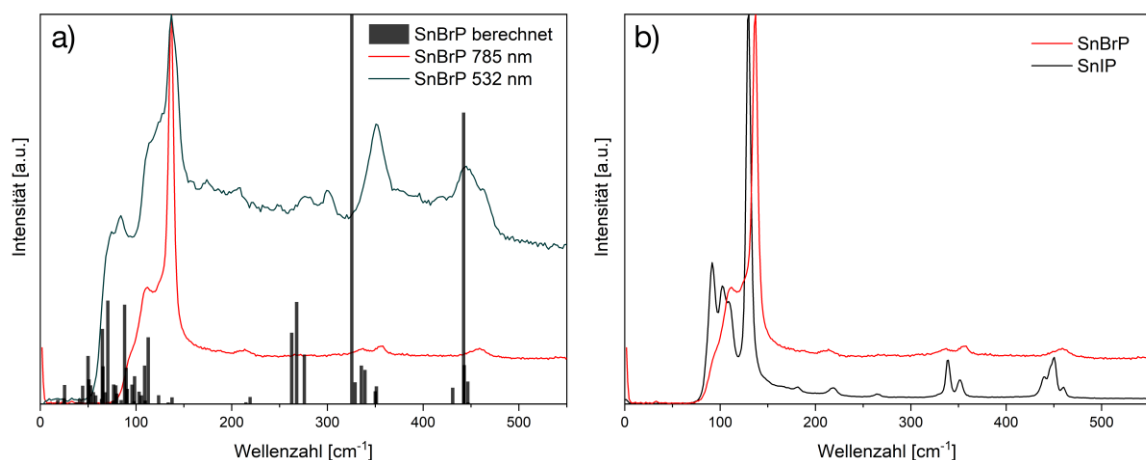 a)
SnBrP berechnet
SnBrP 785 nm
SnBrP 532 nm
Intensität [a.u.]
0 100 200 300 400 500
Wellenzahl [cm⁻¹]
b)
SnBrP
SnIP
Intensität [a.u.]
0 100 200 300 400 500
Wellenzahl [cm⁻¹]